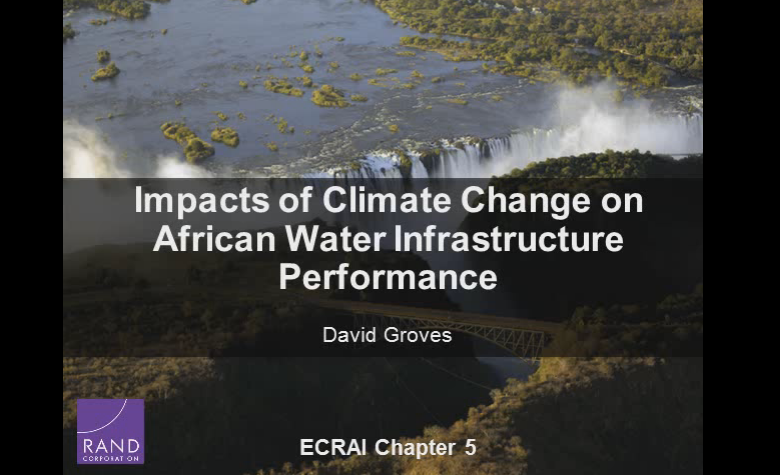 Impacts of Climate Change on
African Water Infrastructure
Performance
David Groves
RAND
CORPORATION
ECRAI Chapter 5